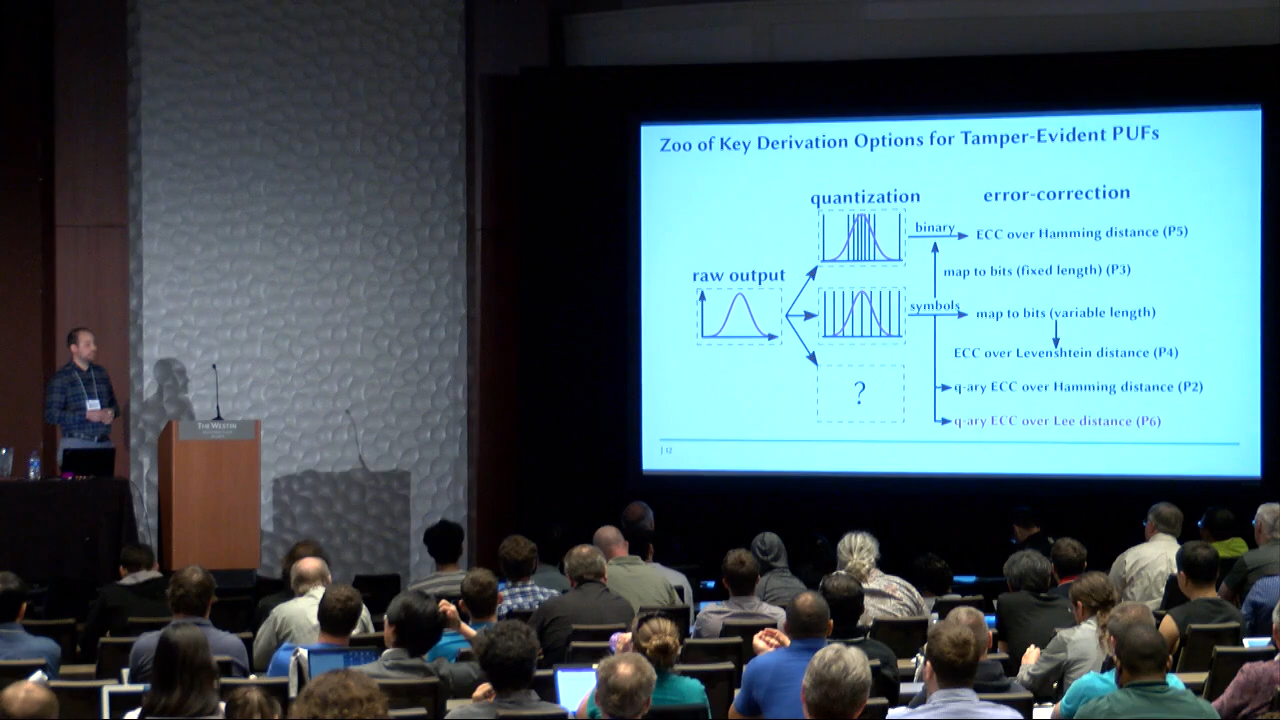 Zoo of Key Derivation Options for Tamper-Evident PUFs
quantization
error-correction
binary
ECC over Hamming distance (P5)
map to bits (fixed length) (P3)
raw output
symbols
map to bits (variable length)
ECC over Levenshtein distance (P4)
q-ary ECC over Hamming distance (P2)
?
q-ary ECC over Lee distance (P6)
| 12
THE WESTIN